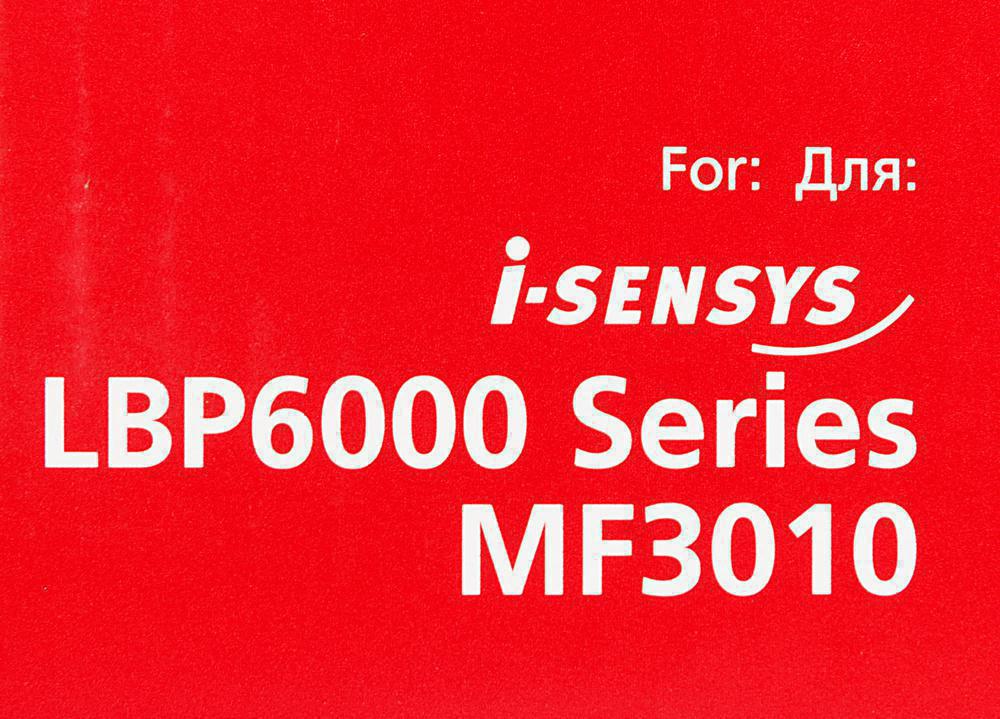 For: Для:
i-SENSYS
LBP6000 Series
MF3010